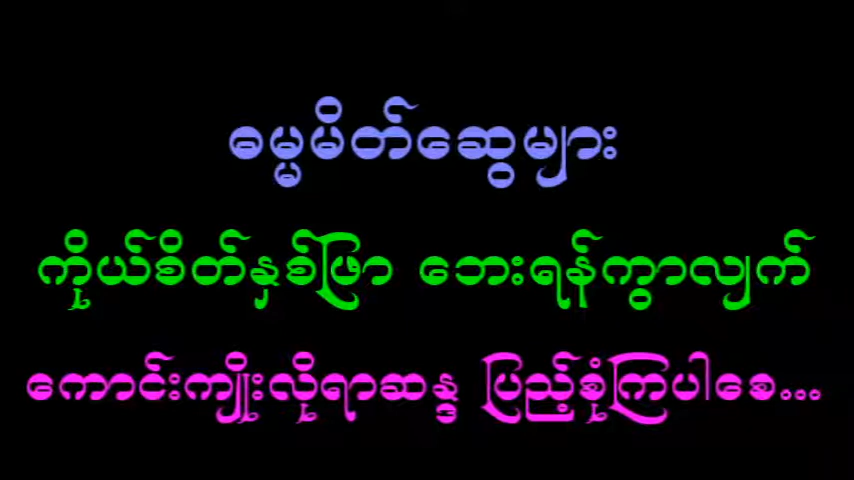 ဓမ္မမိတ်ဆွေများ
ကိုယ်စိတ်နှစ်ဖြာ ဘေးရန်ကွာလျက်
ကောင်းကျိုးလိုရာဆန္ဒ ပြည့်စုံကြပါစေ...